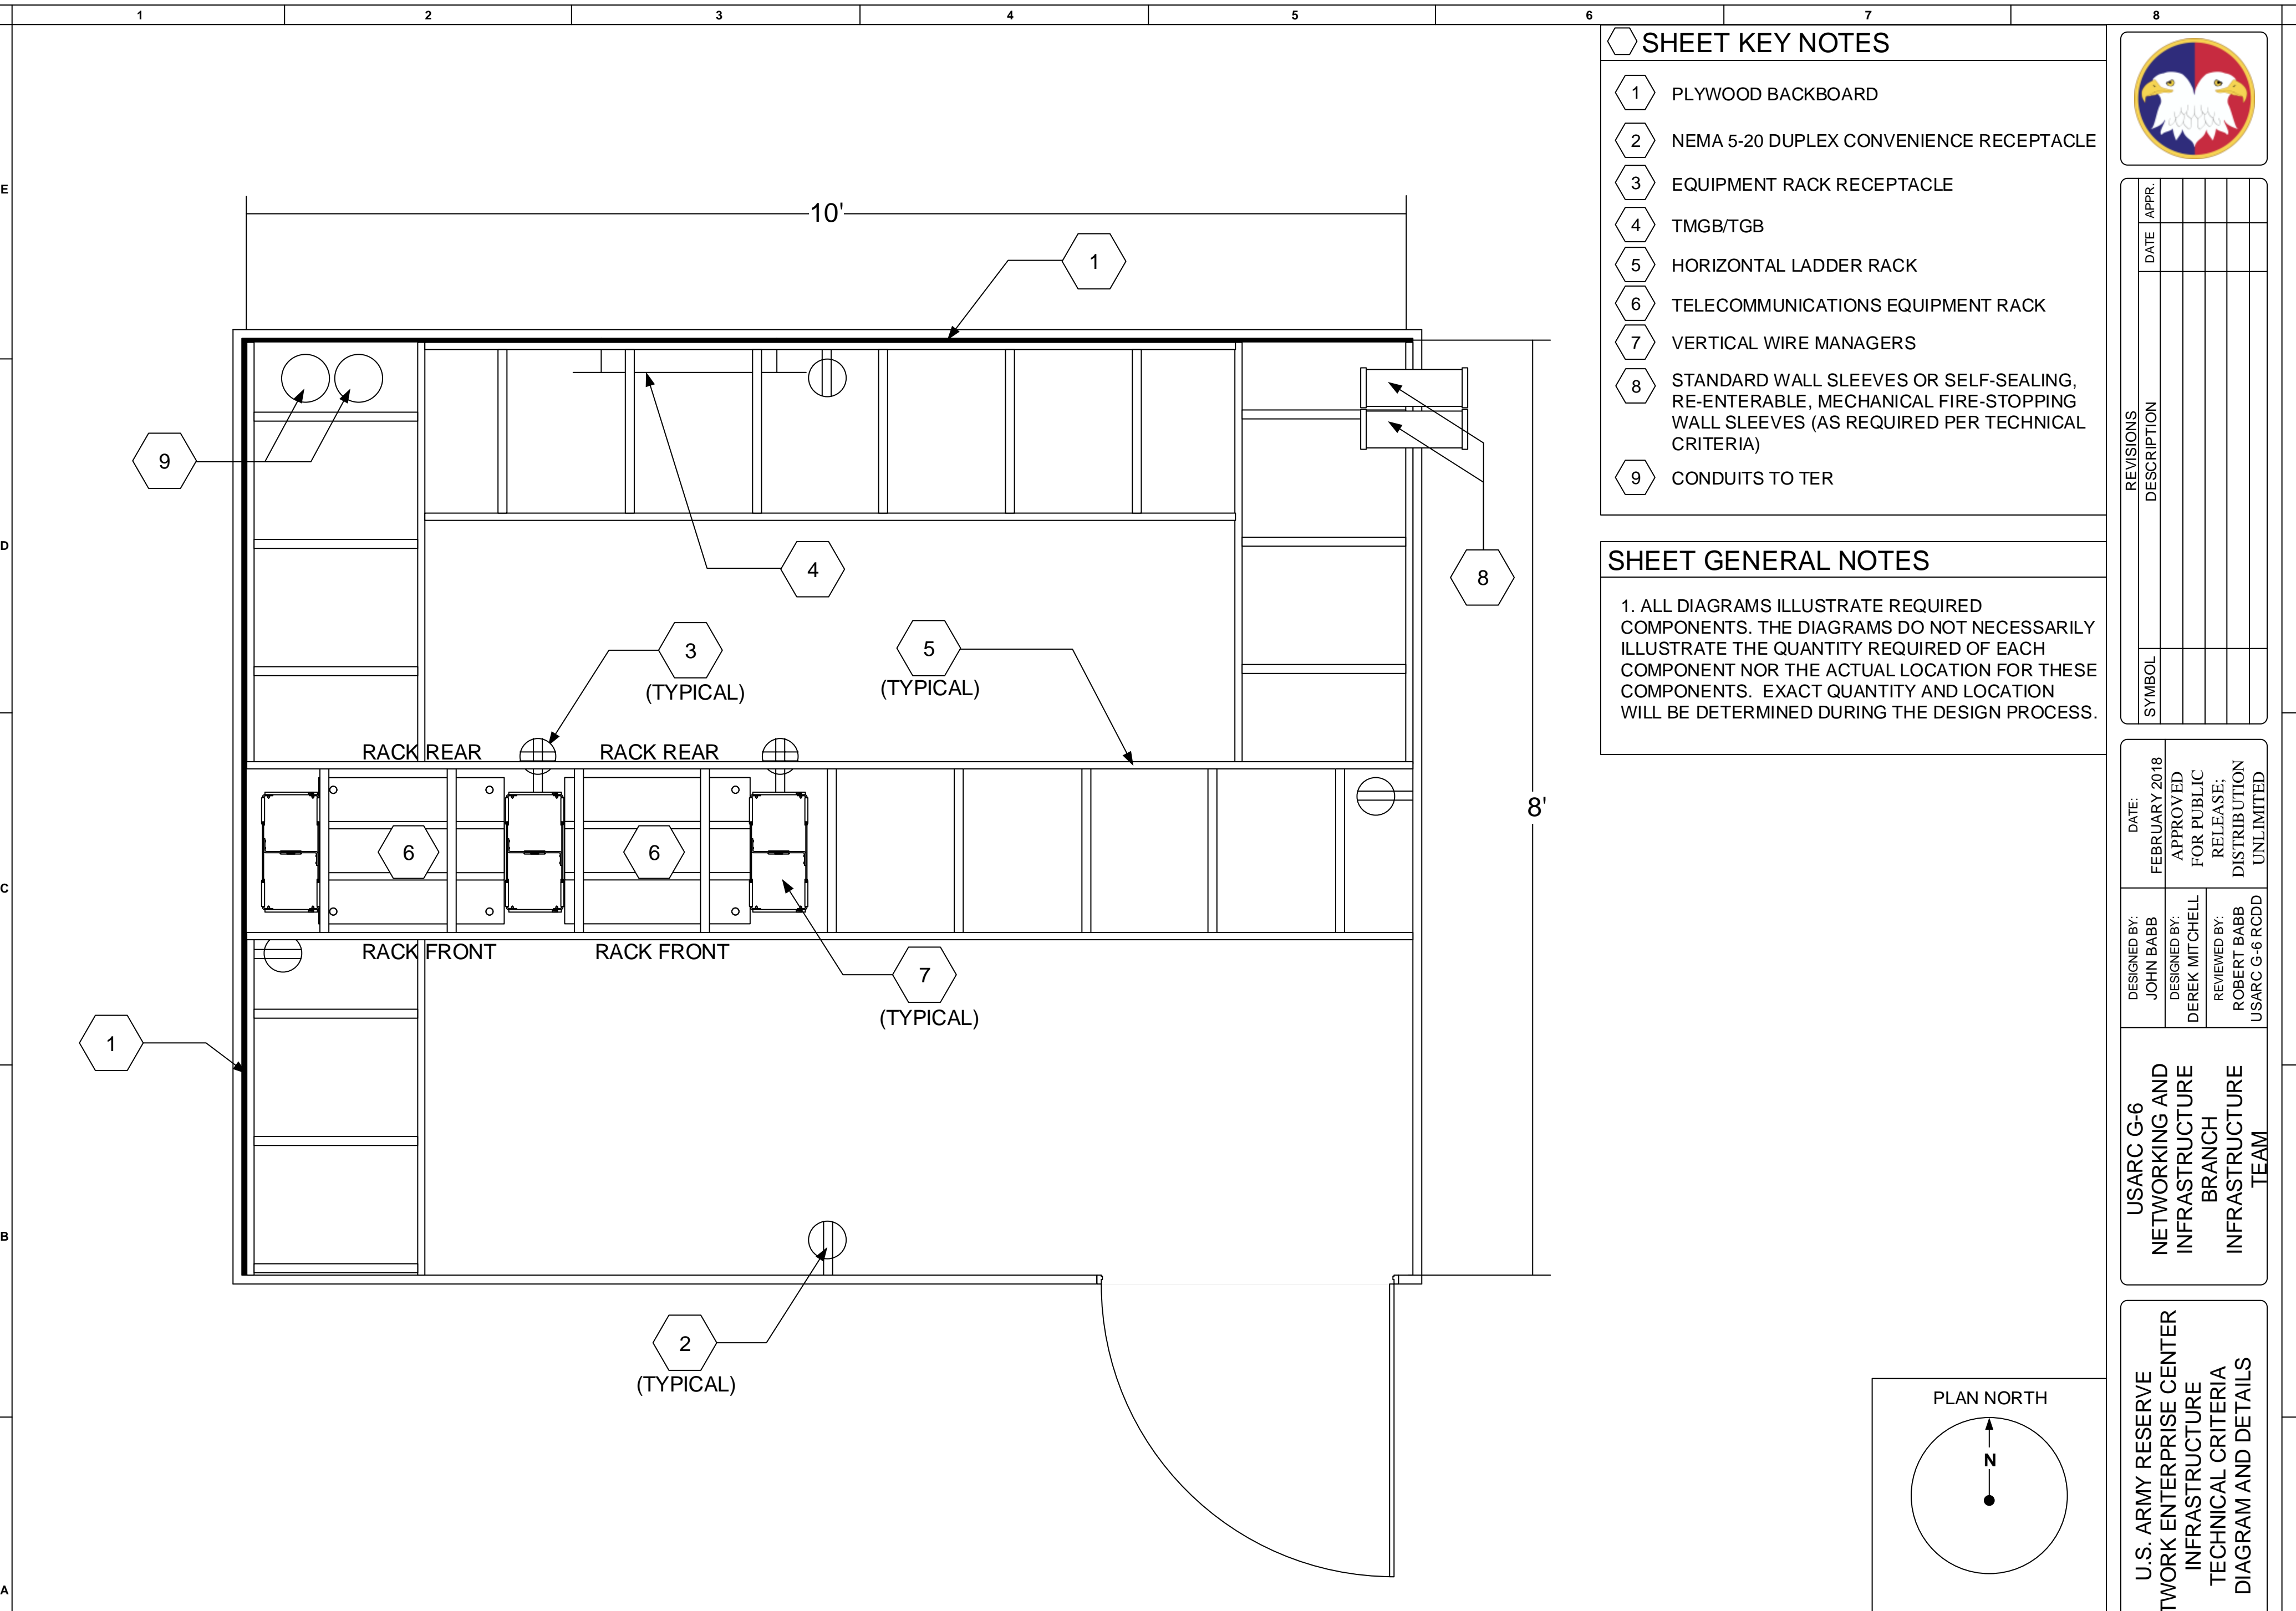 1 2 3 4 5 6 7 8
E
D
C
B
A
10'
8'
1
9
4
8
3
(TYPICAL)
5
(TYPICAL)
RACK REAR
RACK REAR
6
6
RACK FRONT
RACK FRONT
7
(TYPICAL)
1
2
(TYPICAL)
SHEET KEY NOTES
1 PLYWOOD BACKBOARD
2 NEMA 5-20 DUPLEX CONVENIENCE RECEPTACLE
3 EQUIPMENT RACK RECEPTACLE
4 TMGB/TGB
5 HORIZONTAL LADDER RACK
6 TELECOMMUNICATIONS EQUIPMENT RACK
7 VERTICAL WIRE MANAGERS
8 STANDARD WALL SLEEVES OR SELF-SEALING,
RE-ENTERABLE, MECHANICAL FIRE-STOPPING
WALL SLEEVES (AS REQUIRED PER TECHNICAL
CRITERIA)
9 CONDUITS TO TER
SHEET GENERAL NOTES
1. ALL DIAGRAMS ILLUSTRATE REQUIRED
COMPONENTS. THE DIAGRAMS DO NOT NECESSARILY
ILLUSTRATE THE QUANTITY REQUIRED OF EACH
COMPONENT NOR THE ACTUAL LOCATION FOR THESE
COMPONENTS. EXACT QUANTITY AND LOCATION
WILL BE DETERMINED DURING THE DESIGN PROCESS.
PLAN NORTH
N
REVISIONS
SYMBOL DESCRIPTION DATE APPR.
DATE:
FEBRUARY 2018
APPROVED
FOR PUBLIC
RELEASE;
DISTRIBUTION
UNLIMITED
DESIGNED BY:
JOHN BABB
DESIGNED BY:
DEREK MITCHELL
REVIEWED BY:
ROBERT BABB
USARC G-6 RCDD
USARC G-6
NETWORKING AND
INFRASTRUCTURE
BRANCH
INFRASTRUCTURE
TEAM
U.S. ARMY RESERVE
TWORK ENTERPRISE CENTER
INFRASTRUCTURE
TECHNICAL CRITERIA
DIAGRAM AND DETAILS